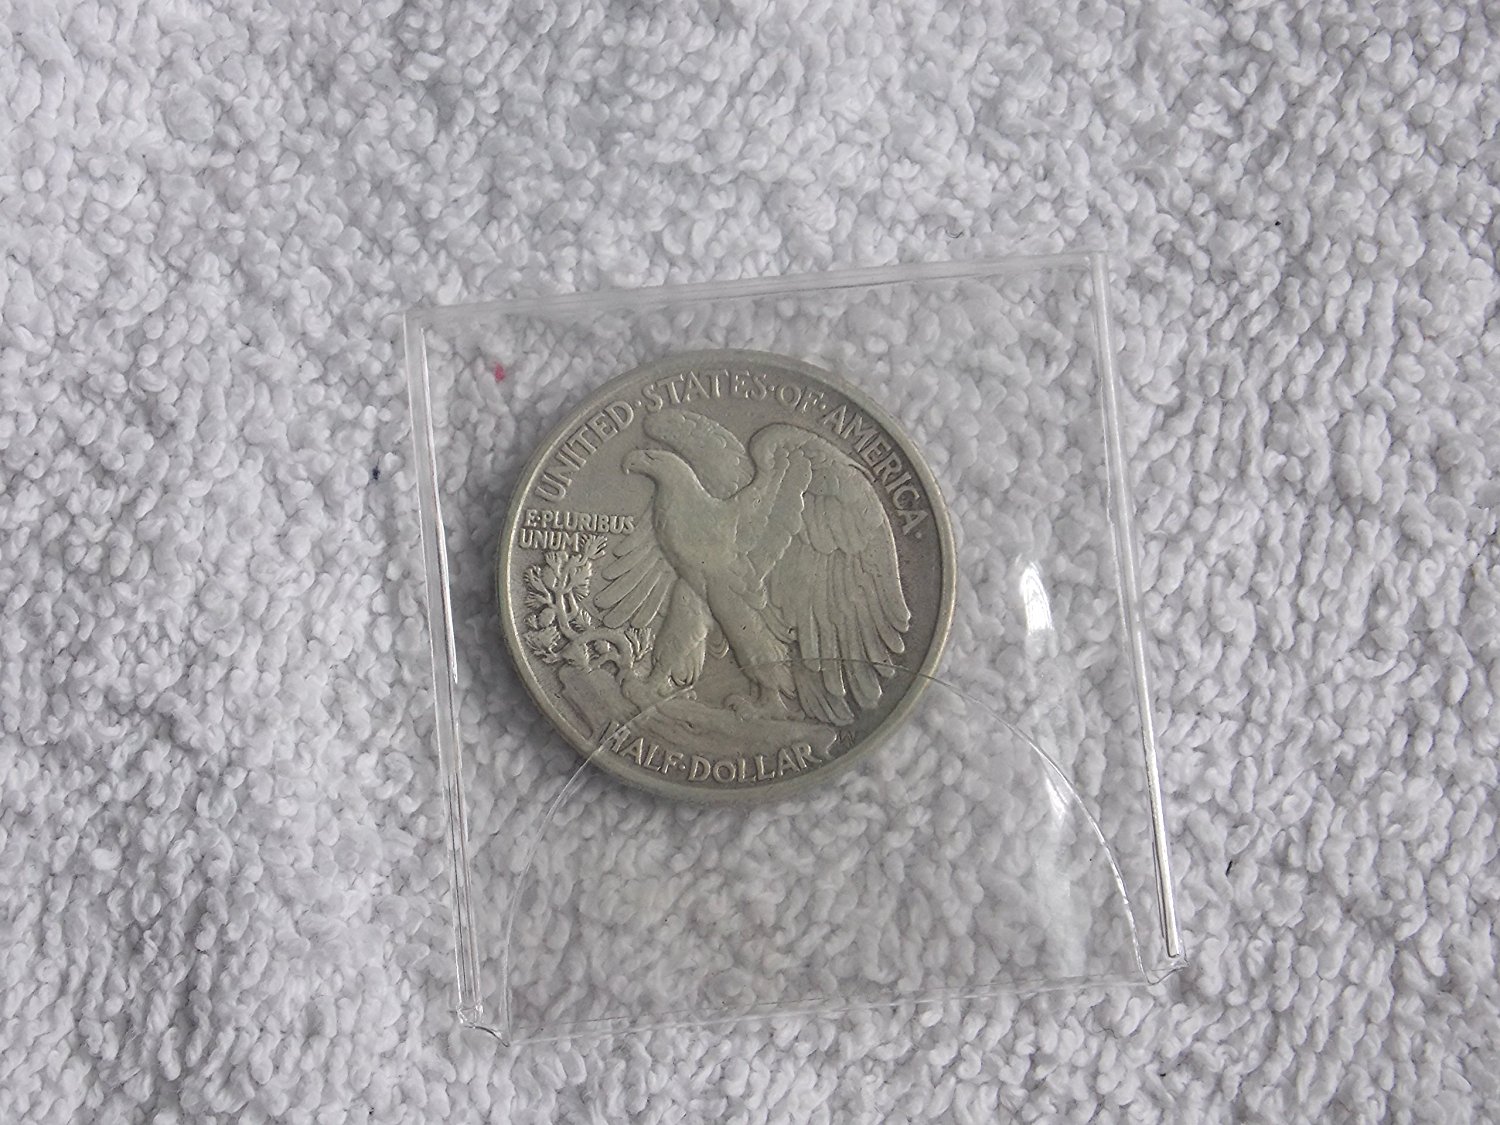 UNITED·STATES·OF·AMERICA·
E·PLURIBUS
UNUM
HALF·DOLLAR